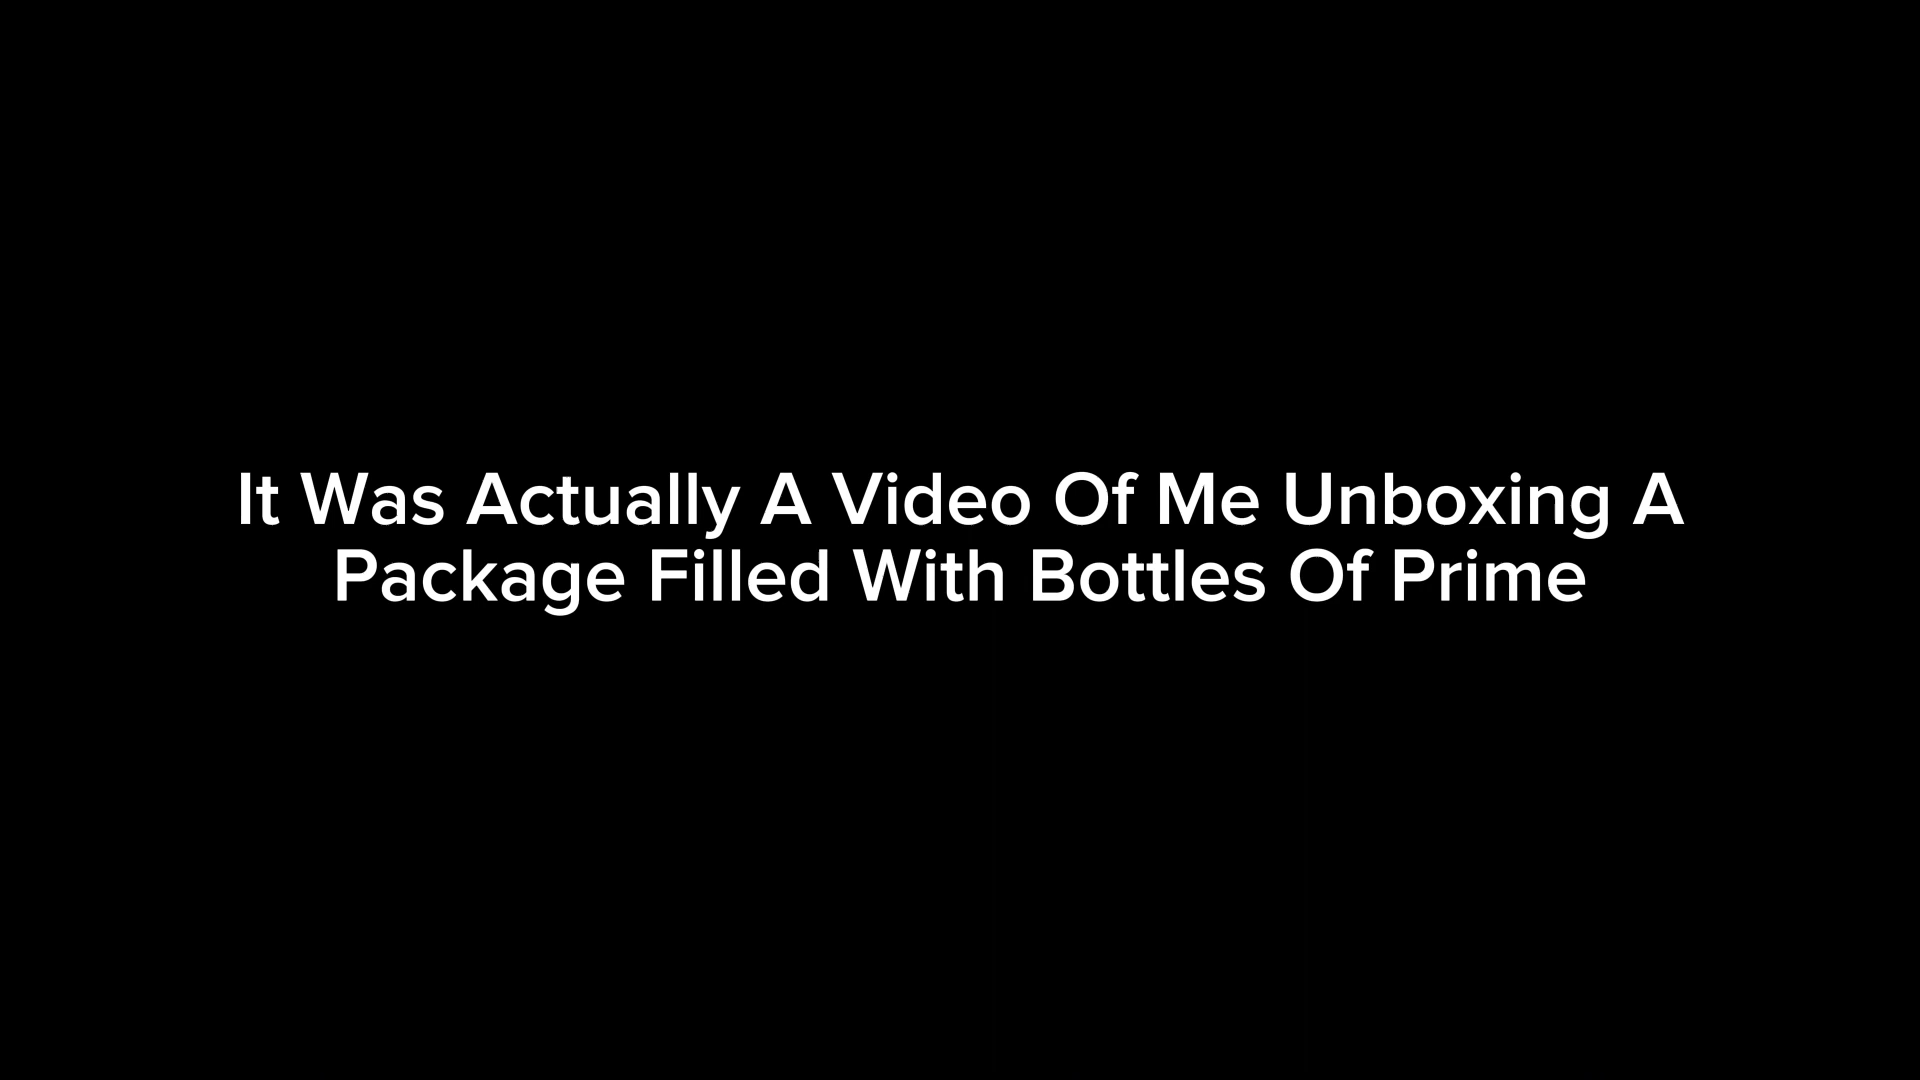 It Was Actually A Video Of Me Unboxing A
Package Filled With Bottles Of Prime